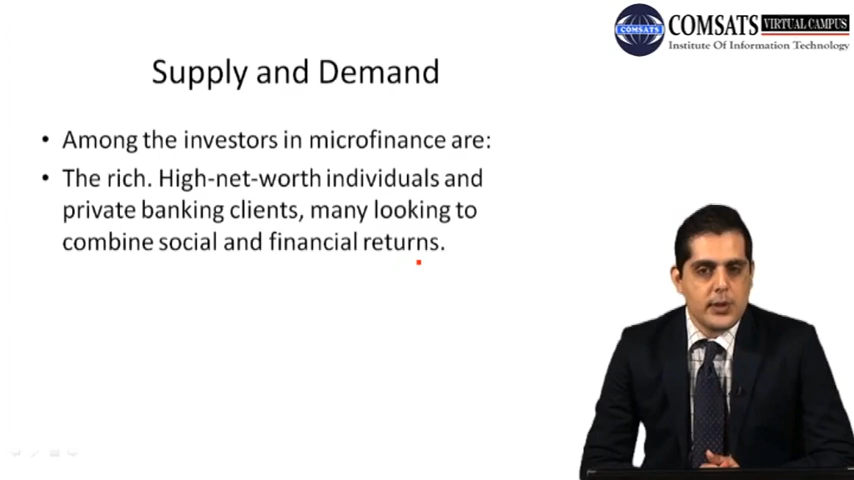 COMSATS VIRTUAL CAMPUS
COMSATS
Institute Of Information Technology
Supply and Demand
• Among the investors in microfinance are:
• The rich. High-net-worth individuals and
private banking clients, many looking to
combine social and financial returns.